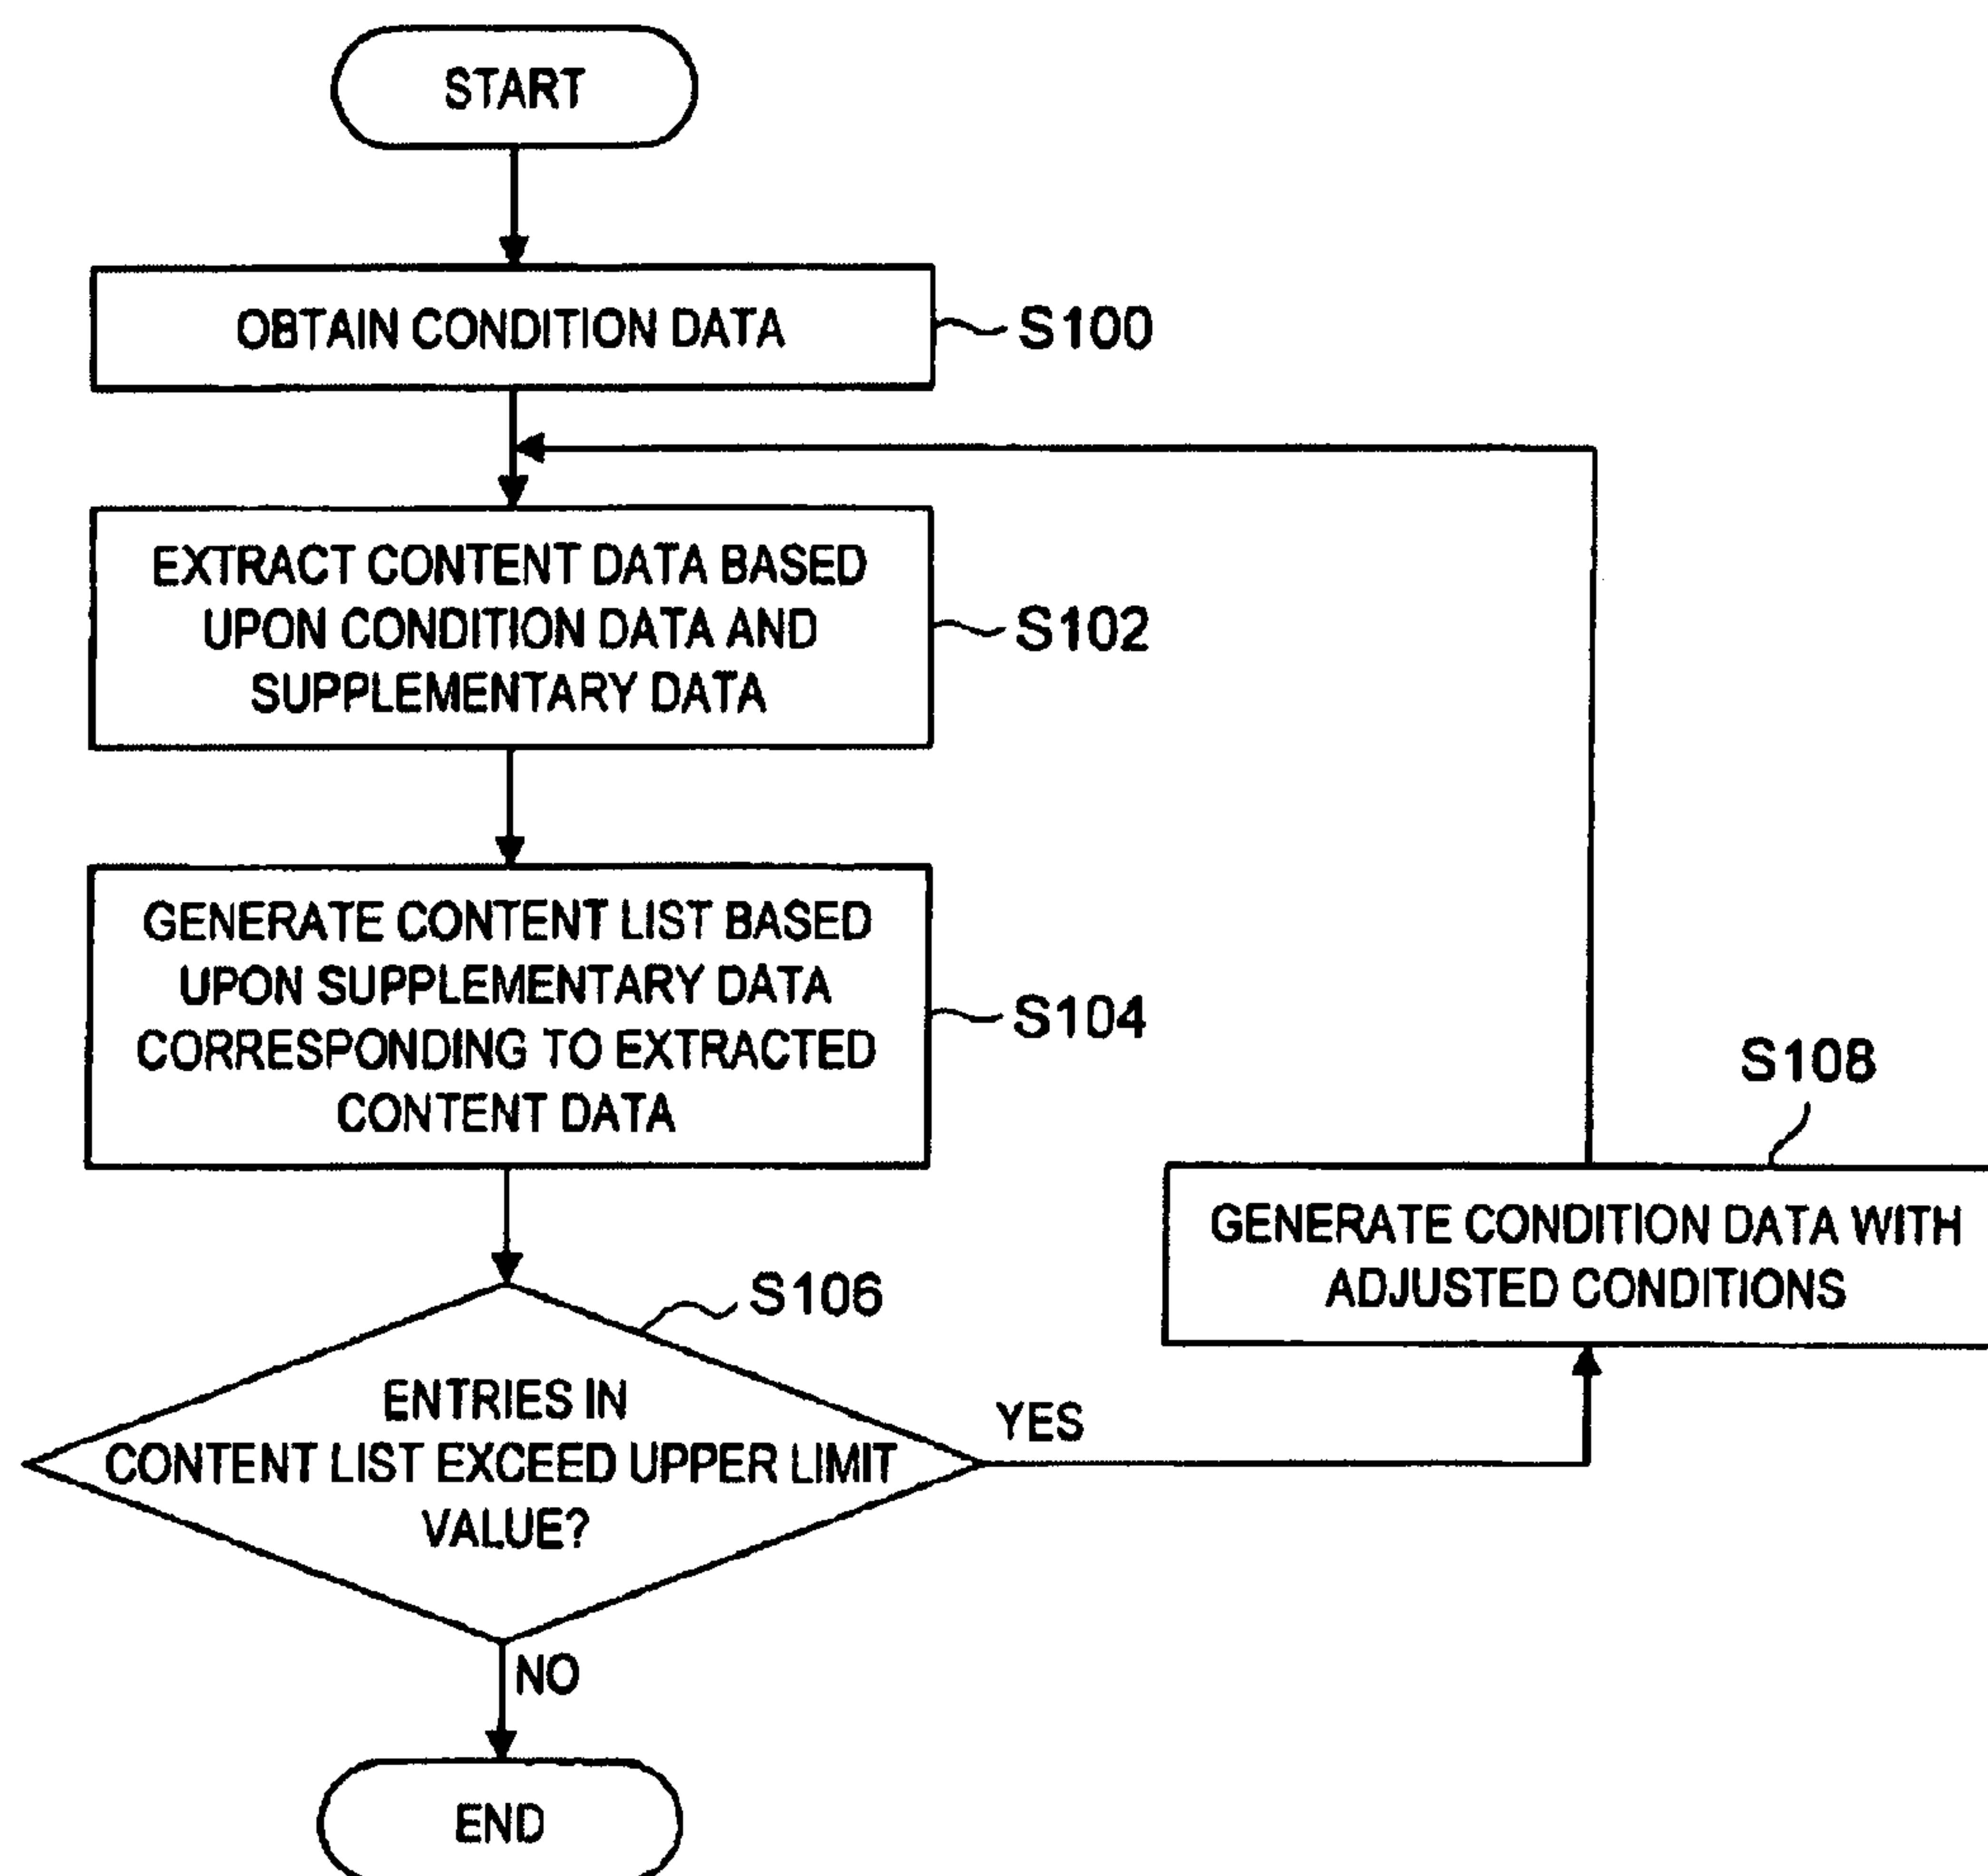 START
OBTAIN CONDITION DATA
S100
EXTRACT CONTENT DATA BASED
UPON CONDITION DATA AND
SUPPLEMENTARY DATA
S102
GENERATE CONTENT LIST BASED
UPON SUPPLEMENTARY DATA
CORRESPONDING TO EXTRACTED
CONTENT DATA
S104
S108
GENERATE CONDITION DATA WITH
ADJUSTED CONDITIONS
S106
ENTRIES IN
CONTENT LIST EXCEED UPPER LIMIT
VALUE?
YES
NO
END